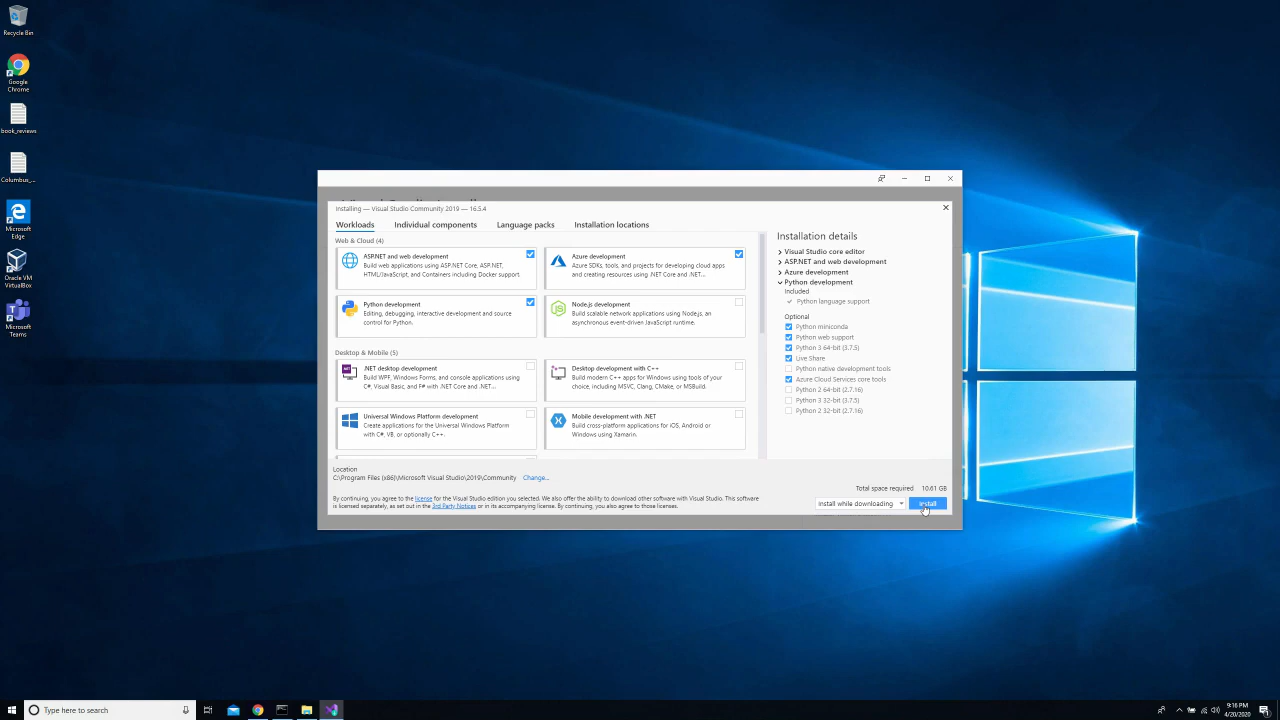 Recycle Bin
Google
Chrome
book_reviews
Columbus_...
Microsoft
Edge
Oracle VM
VirtualBox
Microsoft
Teams
Installing — Visual Studio Community 2019 — 16.5.4
Workloads
Individual components
Language packs
Installation locations
Web & Cloud (4)
ASP.NET and web development
Build web applications using ASP.NET Core, ASP.NET,
HTML/JavaScript, and Containers including Docker support.
Azure development
Azure SDKs, tools, and projects for developing cloud apps
and creating resources using .NET Core and .NET...
Python development
Editing, debugging, interactive development and source
control for Python.
Node.js development
Build scalable network applications using Node.js, an
asynchronous event-driven JavaScript runtime.
Desktop & Mobile (5)
.NET desktop development
Build WPF, Windows Forms, and console applications using
C#, Visual Basic, and F# with .NET Core and .NET...
Desktop development with C++
Build modern C++ apps for Windows using tools of your
choice, including MSVC, Clang, CMake, or MSBuild.
Universal Windows Platform development
Create applications for the Universal Windows Platform
with C#, VB, or optionally C++.
Mobile development with .NET
Build cross-platform applications for iOS, Android or
Windows using Xamarin.
Installation details
Visual Studio core editor
ASP.NET and web development
Azure development
Python development
Included
Python language support
Optional
Python miniconda
Python web support
Python 3 64-bit (3.7.5)
Live Share
Python native development tools
Azure Cloud Services core tools
Python 2 64-bit (2.7.16)
Python 3 32-bit (3.7.5)
Python 2 32-bit (2.7.16)
Location
C:\Program Files (x86)\Microsoft Visual Studio\2019\Community
Change...
Total space required 10.61 GB
By continuing, you agree to the license for the Visual Studio edition you selected. We also offer the ability to download other software with Visual Studio. This software
is licensed separately, as set out in the 3rd Party Notices or in its accompanying license. By continuing, you also agree to those licenses.
Install while downloading
Install
Type here to search
9:16 PM
4/20/2020